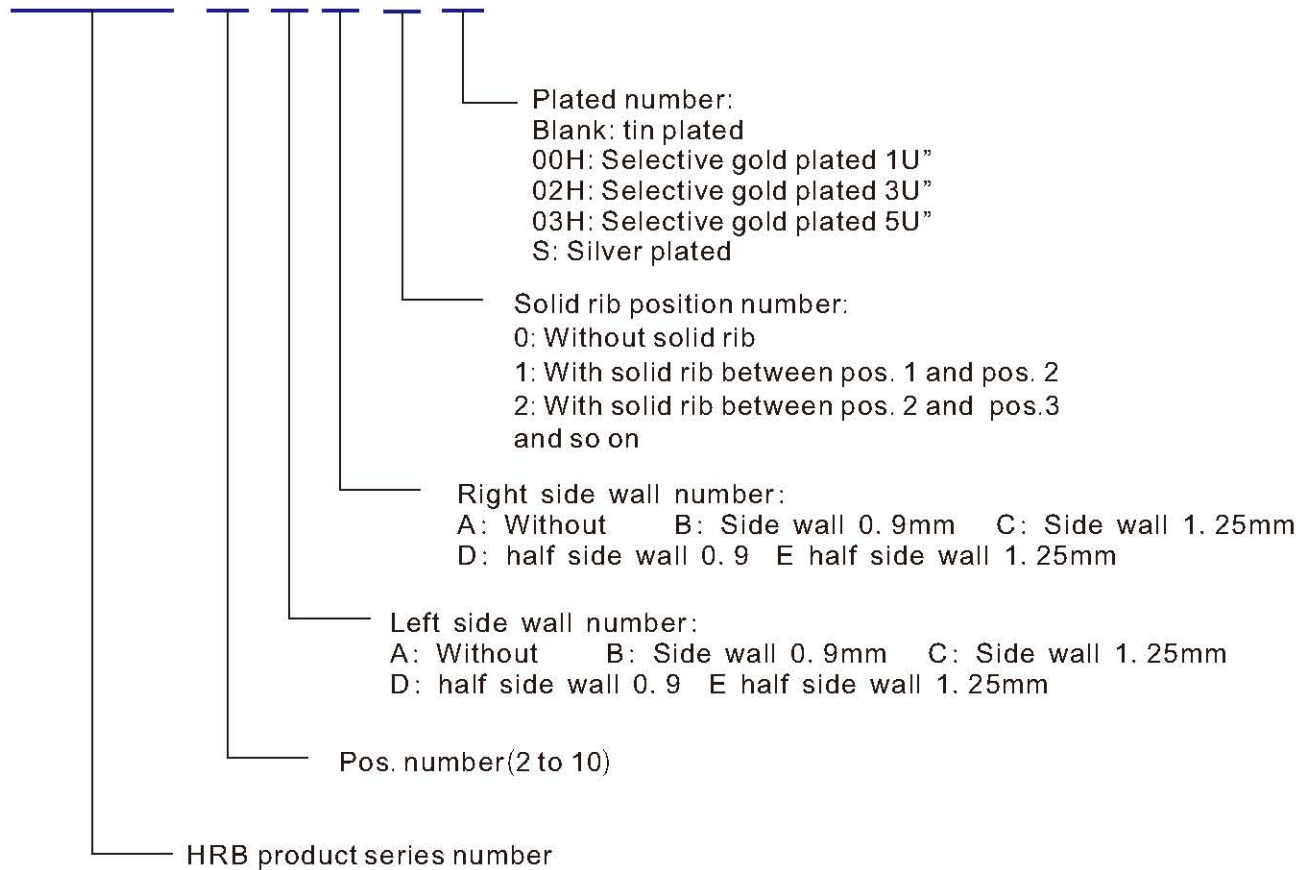 Plated number:
Blank: tin plated
00H: Selective gold plated 1U”
02H: Selective gold plated 3U”
03H: Selective gold plated 5U”
S: Silver plated
Solid rib position number:
0: Without solid rib
1: With solid rib between pos. 1 and pos. 2
2: With solid rib between pos. 2 and pos.3
and so on
Right side wall number:
A: Without B: Side wall 0. 9mm C: Side wall 1. 25mm
D: half side wall 0. 9 E half side wall 1. 25mm
Left side wall number:
A: Without B: Side wall 0. 9mm C: Side wall 1. 25mm
D: half side wall 0. 9 E half side wall 1. 25mm
Pos. number(2 to 10)
HRB product series number